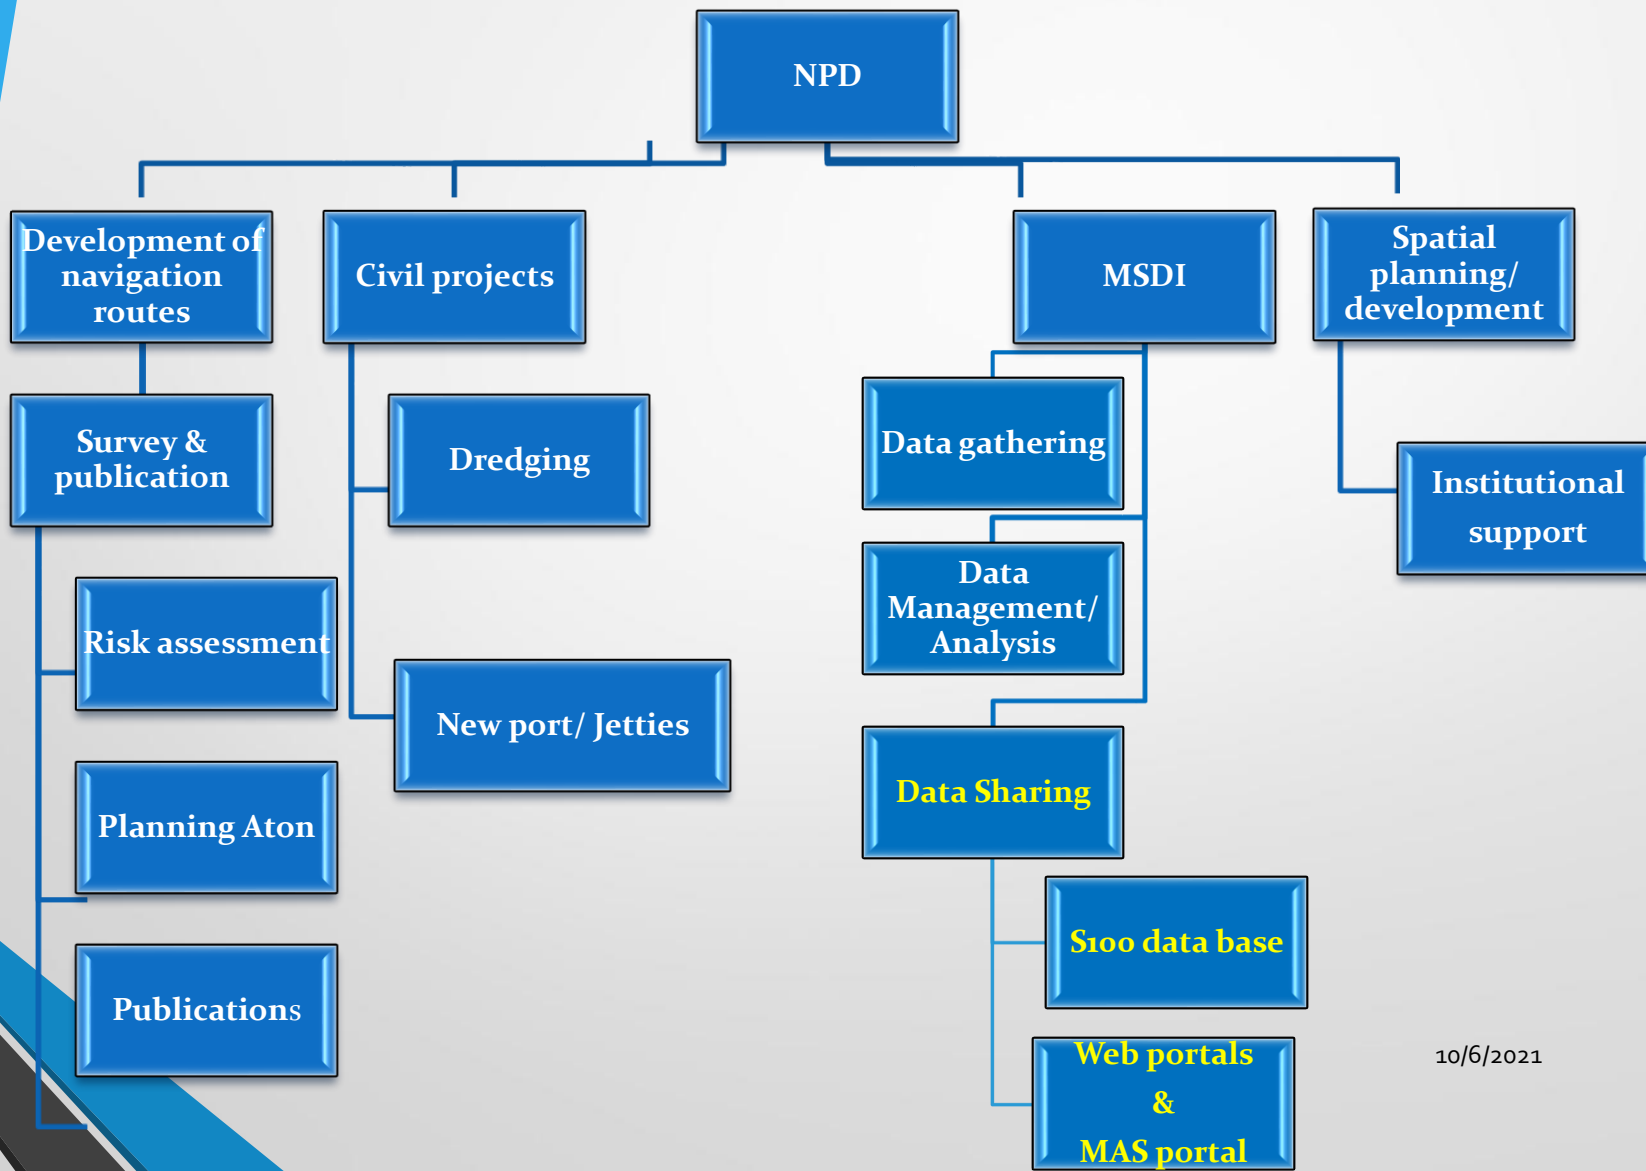 NPD
Development of
navigation
routes
Civil projects
MSDI
Spatial
planning/
development
Survey &
publication
Dredging
Data gathering
Institutional
support
Data
Management/
Analysis
Risk assessment
New port/ Jetties
Planning Aton
Data Sharing
Publications
S100 data base
Web portals
&
MAS portal
10/6/2021